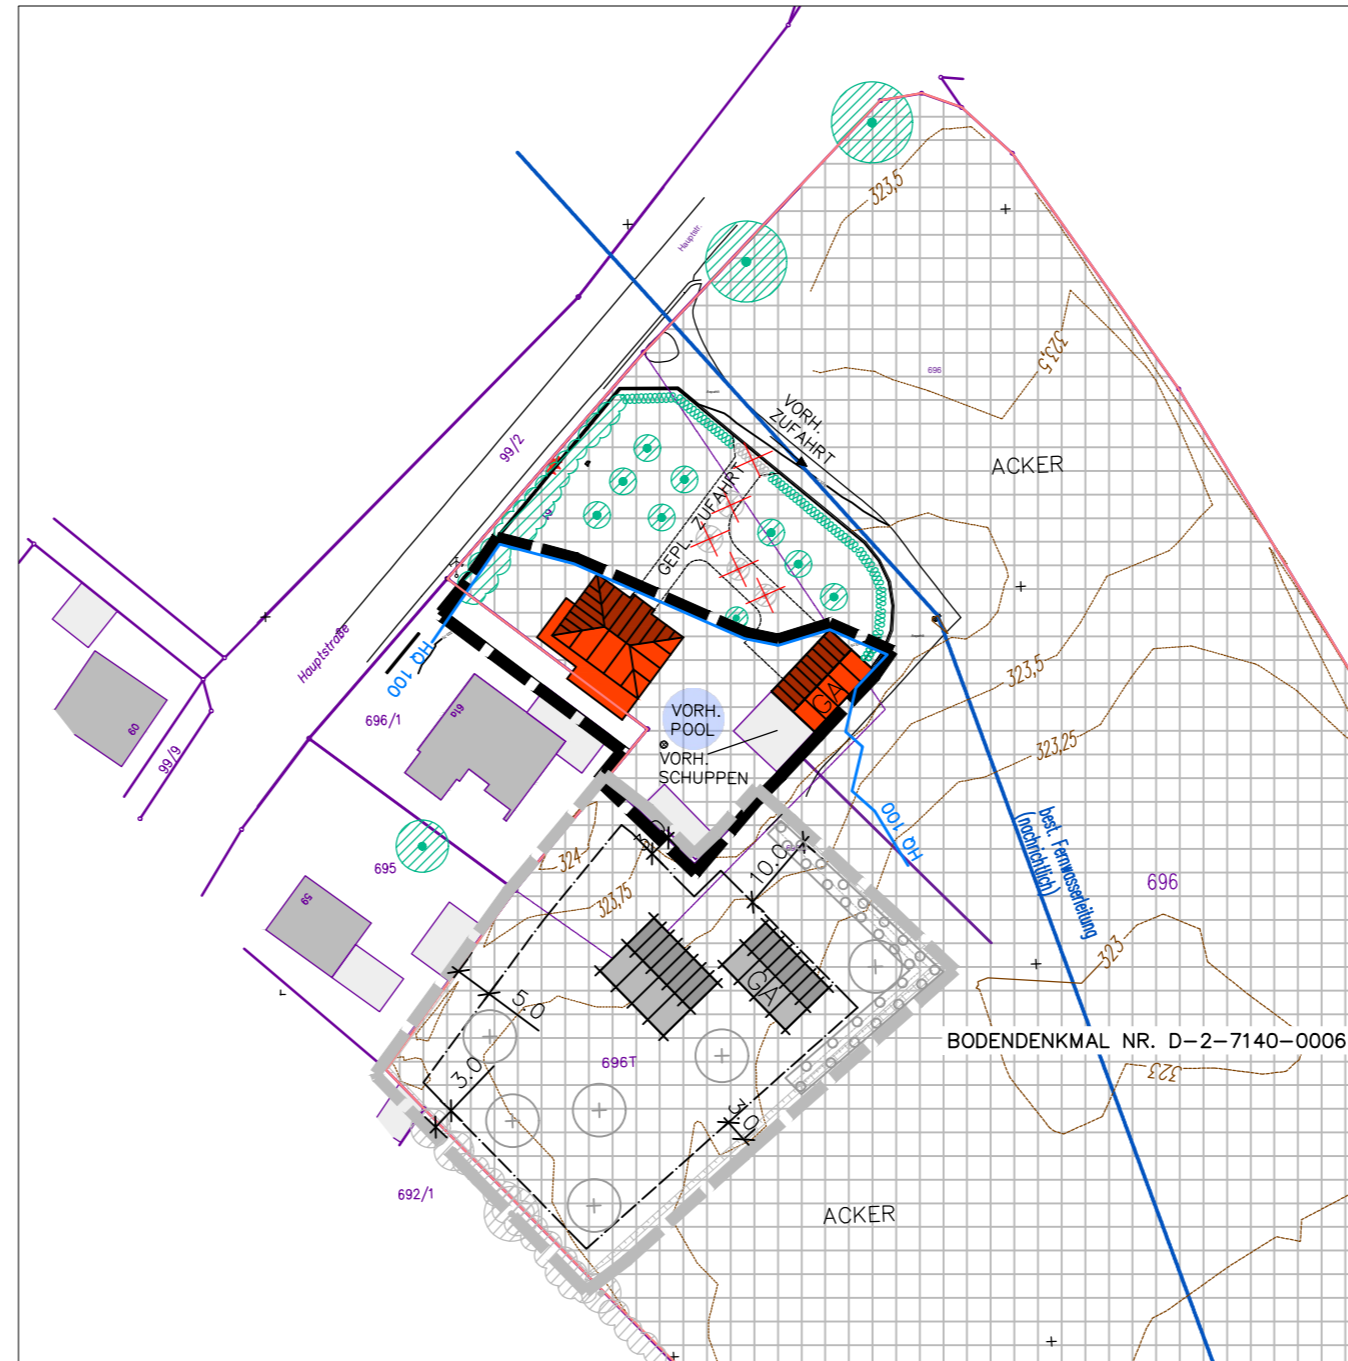 Hauptstr.
323,5
323,5
696
VORH.
ZUFAHRT
99/2
ACKER
GEPL. ZUFAHRT
61
Hauptstraße
HQ 100
696/1
61a
60
99/9
VORH.
POOL
GA
VORH.
SCHUPPEN
323,5
323,25
HQ 100
best. Fernwasserleitung
(nachrichtlich)
695
324
323,75
10.0
696
59
323
GA
5.0
BODENDENKMAL NR. D-2-7140-0006
3.0
696T
323
3.0
692/1
ACKER